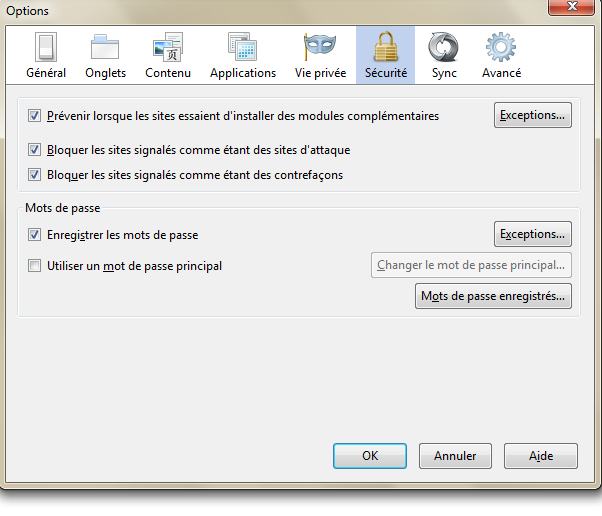 Options
Général Onglets Contenu Applications Vie privée Sécurité Sync Avancé
Prévenir lorsque les sites essaient d'installer des modules complémentaires Exceptions...
Bloquer les sites signalés comme étant des sites d'attaque
Bloquer les sites signalés comme étant des contrefaçons
Mots de passe
Enregistrer les mots de passe Exceptions...
Utiliser un mot de passe principal Changer le mot de passe principal...
Mots de passe enregistrés...
OK Annuler Aide